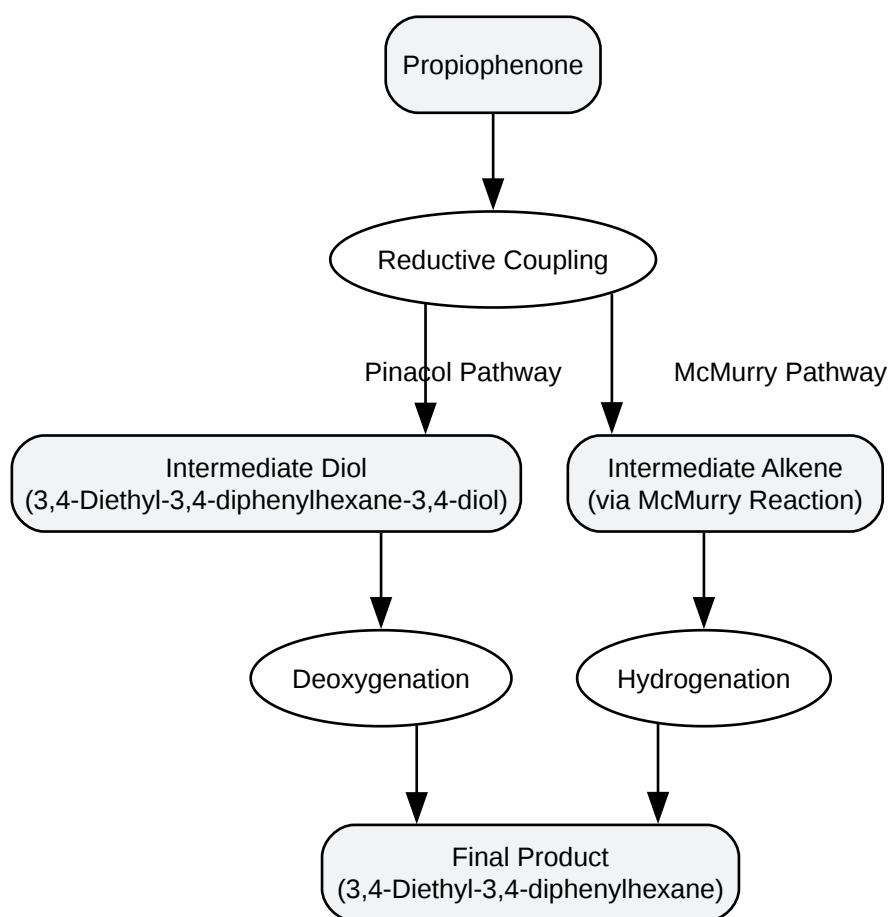 Propiophenone
Reductive Coupling
Pinacol Pathway
McMurry Pathway
Intermediate Diol
(3,4-Diethyl-3,4-diphenylhexane-3,4-diol)
Intermediate Alkene
(via McMurry Reaction)
Deoxygenation
Hydrogenation
Final Product
(3,4-Diethyl-3,4-diphenylhexane)